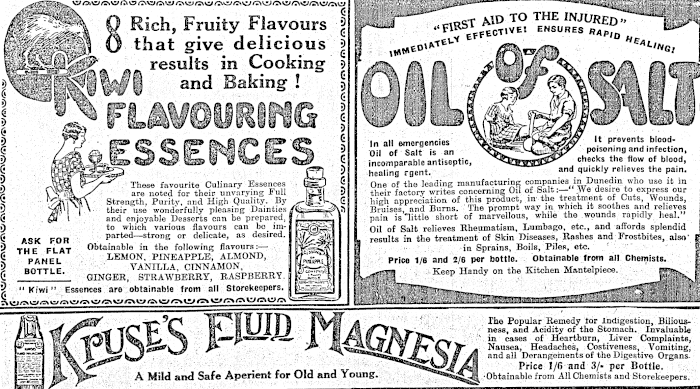 8 Rich, Fruity Flavours
that give delicious
results in Cooking
and Baking!
KIWI
FLAVOURING
ESSENCES
These favourite Culinary Essences
are noted for their unvarying Full
Strength, Purity, and High Quality. By
their use wonderfully pleasing Dainties
and enjoyable Desserts can be prepared
to which various flavours can be im-
parted—strong or delicate, as desired.
ASK FOR
THE FLAT
PANEL
BOTTLE.
Obtainable in the following flavours:—
LEMON, PINEAPPLE, ALMOND,
VANILLA, CINNAMON,
GINGER, STRAWBERRY, RASPBERRY.
"Kiwi" Essences are obtainable from all Storekeepers.
"FIRST AID TO THE INJURED"
IMMEDIATELY EFFECTIVE! ENSURES RAPID HEALING!
OIL OF SALT
In all emergencies
Oil of Salt is an
incomparable antiseptic,
healing agent.
It prevents blood-
poisoning and infection,
checks the flow of blood,
and quickly relieves the pain.
One of the leading manufacturing companies in Dunedin who use it in
their factory writes concerning Oil of Salt:—"We desire to express our
high appreciation of this product, in the treatment of Cuts, Wounds,
Bruises, and Burns. The prompt way in which it soothes and relieves
pain is little short of marvellous, while the wounds rapidly heal."
Oil of Salt relieves Rheumatism, Lumbago, etc., and affords splendid
results in the treatment of Skin Diseases, Rashes and Frostbites, also
in Sprains, Boils, Piles, etc.
Price 1/6 and 2/6 per bottle. Obtainable from all Chemists.
Keep Handy on the Kitchen Mantelpiece.
KRUSE'S FLUID MAGNESIA
A Mild and Safe Aperient for Old and Young.
The Popular Remedy for Indigestion, Bilious-
ness, and Acidity of the Stomach. Invaluable
in cases of Heartburn, Liver Complaints,
Nausea, Headaches, Costiveness, Vomiting,
and all Derangements of the Digestive Organs.
Price 1/6 and 3/- per Bottle.
Obtainable from All Chemists and Storekeepers.